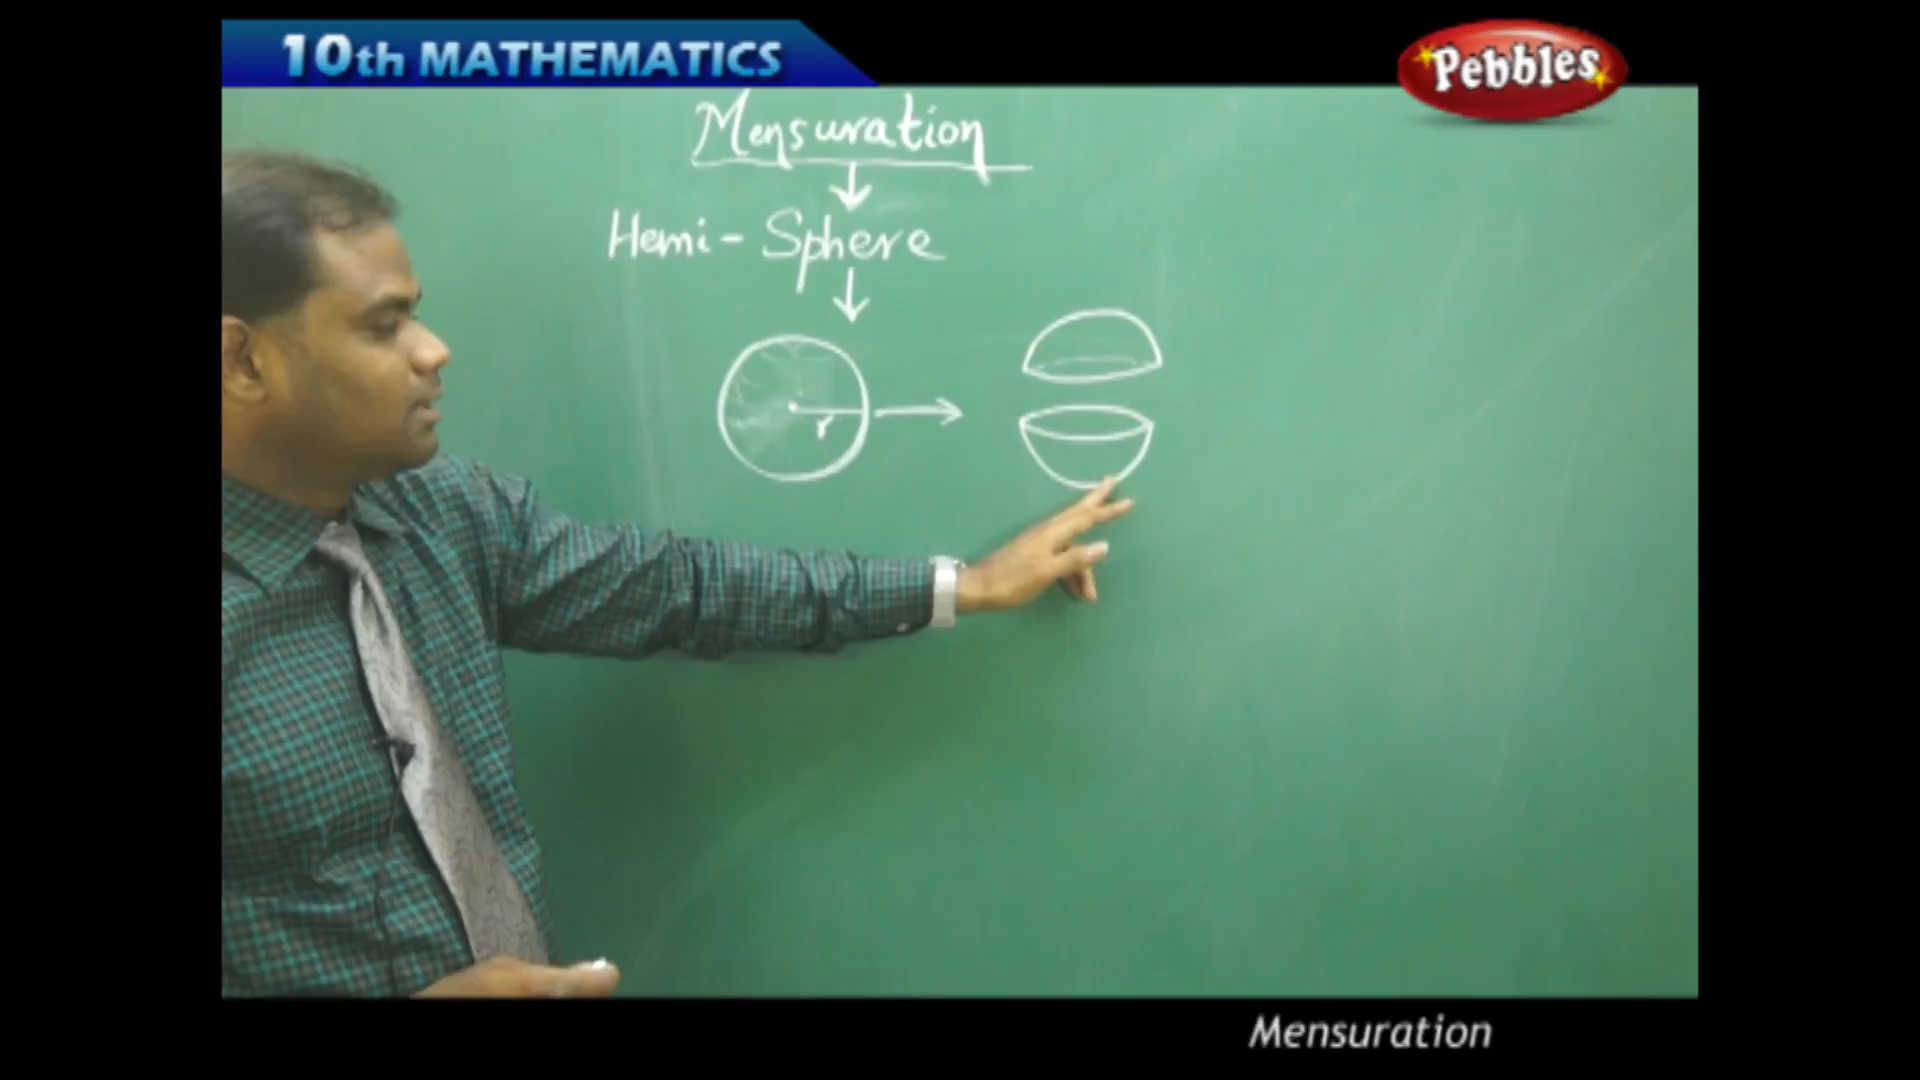 10th MATHEMATICS
Pebbles
Mensuration
Hemi - Sphere
r
Mensuration